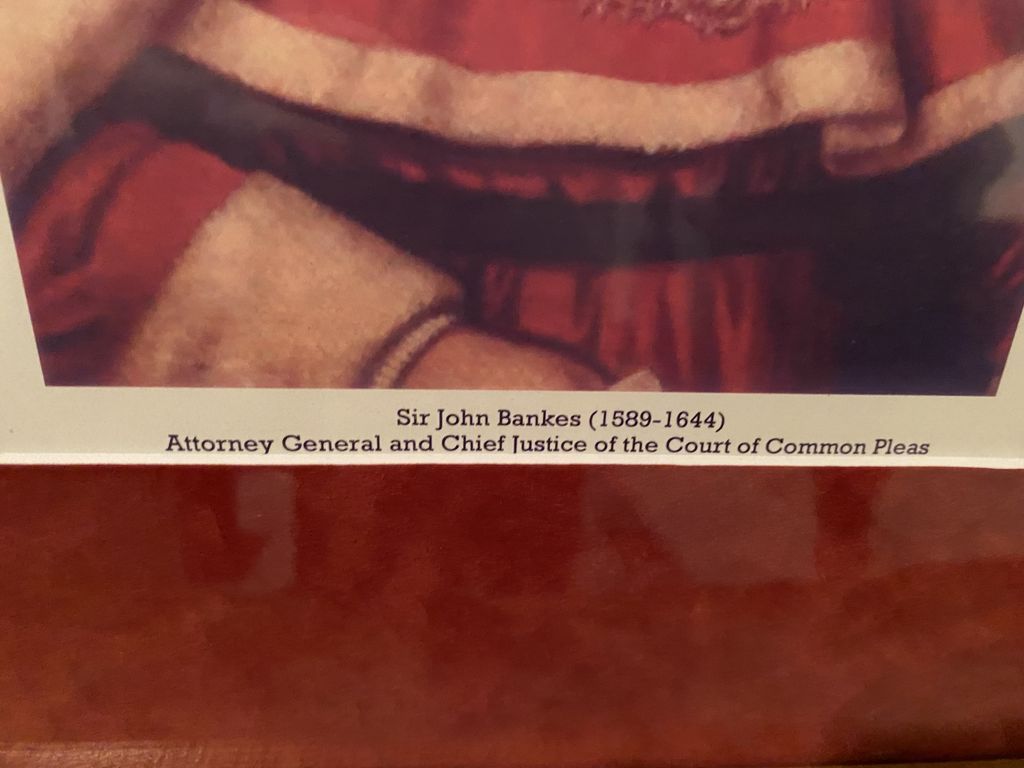 Sir John Bankes (1589-1644)
Attorney General and Chief Justice of the Court of Common Pleas